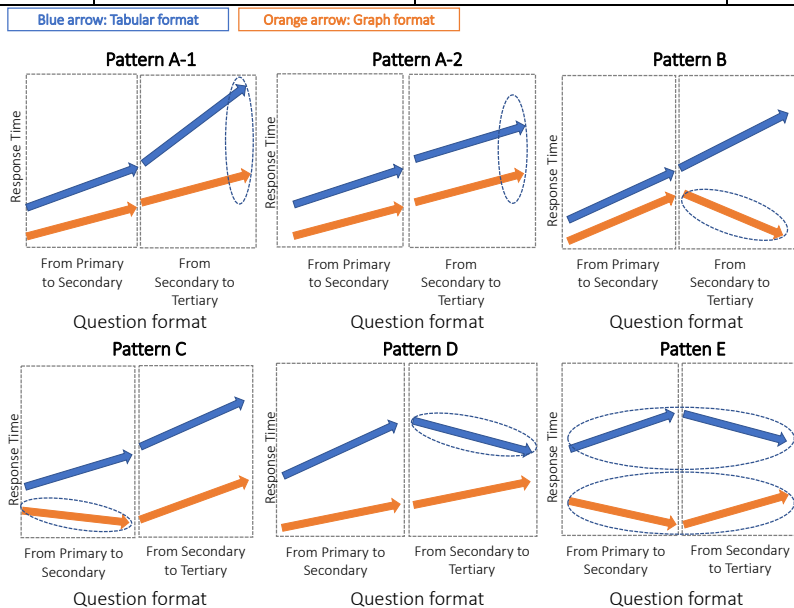 Blue arrow: Tabular format
Orange arrow: Graph format
Pattern A-1
Pattern A-2
Pattern B
Response Time
Response Time
Response Time
From Primary
to Secondary
From
Secondary to
Tertiary
From Primary
to Secondary
From
Secondary to
Tertiary
From Primary
to Secondary
From
Secondary to
Tertiary
Question format
Question format
Question format
Pattern C
Pattern D
Patten E
Response Time
Response Time
Response Time
From Primary to
Secondary
From Secondary
to Tertiary
From Primary to
Secondary
From Secondary to
Tertiary
From Primary to
Secondary
From Secondary
to Tertiary
Question format
Question format
Question format